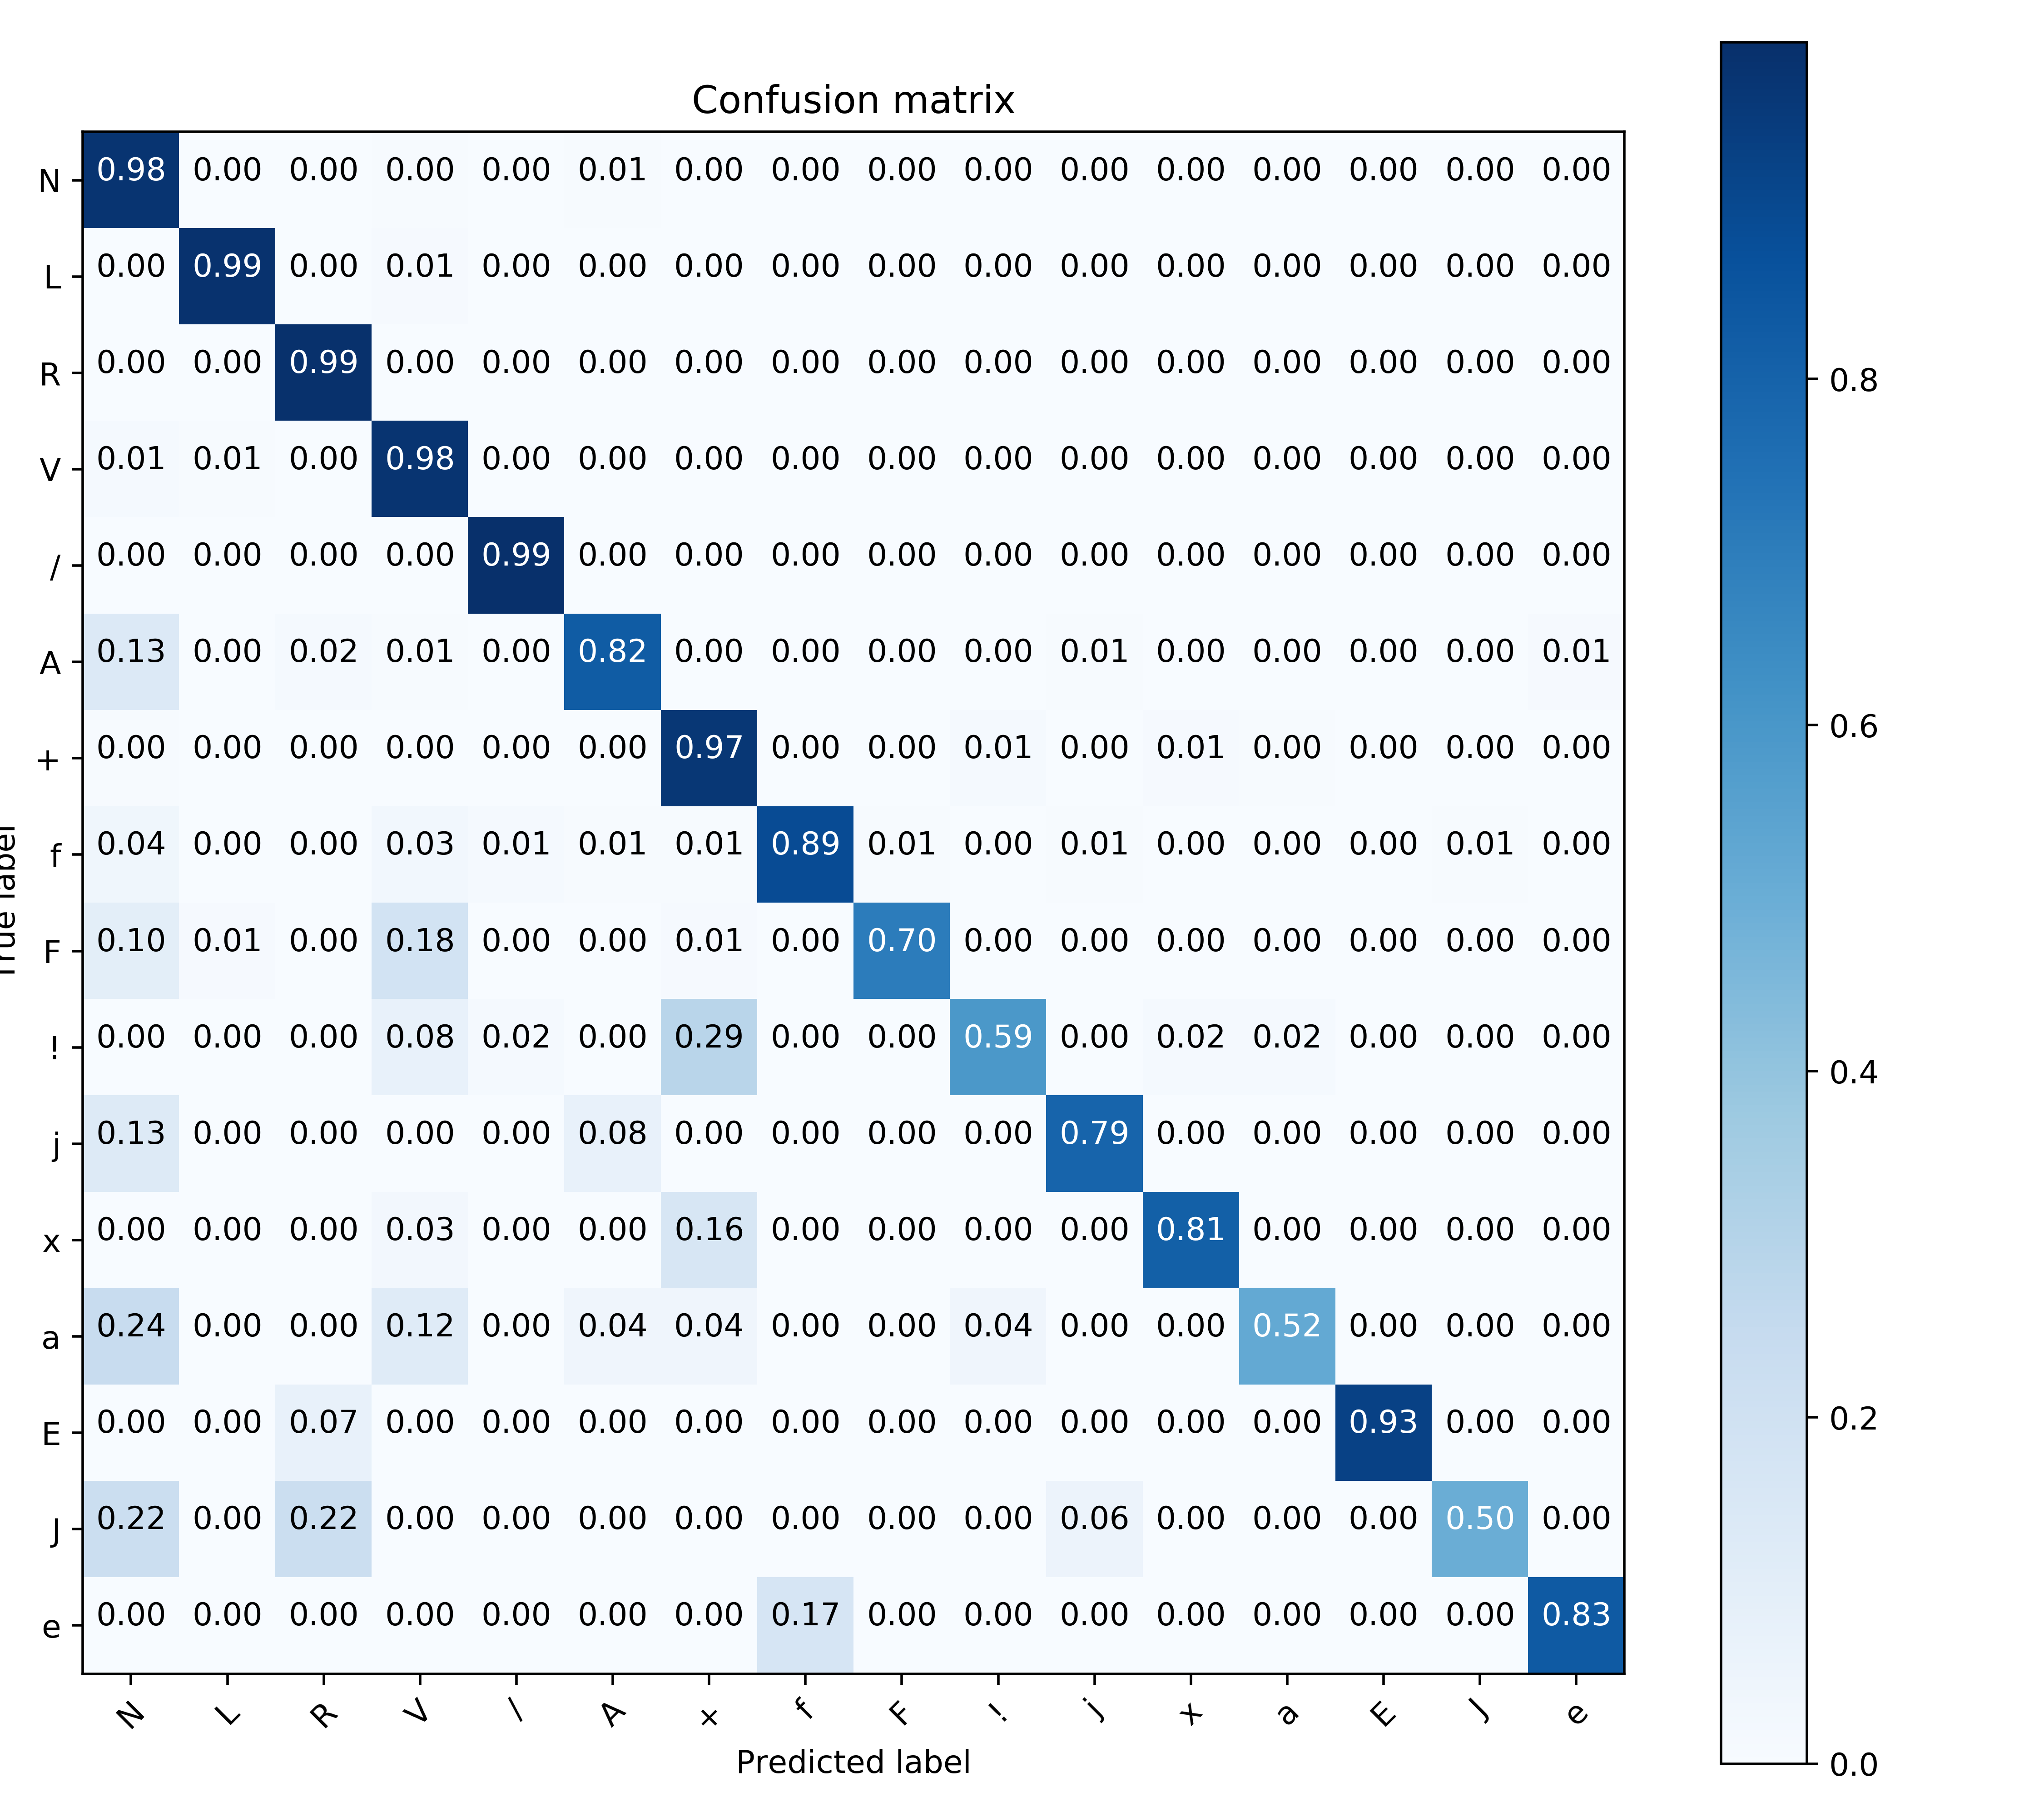 Confusion matrix
N 0.98 0.00 0.00 0.00 0.00 0.01 0.00 0.00 0.00 0.00 0.00 0.00 0.00 0.00 0.00 0.00
L 0.00 0.99 0.00 0.01 0.00 0.00 0.00 0.00 0.00 0.00 0.00 0.00 0.00 0.00 0.00 0.00
R 0.00 0.00 0.99 0.00 0.00 0.00 0.00 0.00 0.00 0.00 0.00 0.00 0.00 0.00 0.00 0.00
V 0.01 0.01 0.00 0.98 0.00 0.00 0.00 0.00 0.00 0.00 0.00 0.00 0.00 0.00 0.00 0.00
/ 0.00 0.00 0.00 0.00 0.99 0.00 0.00 0.00 0.00 0.00 0.00 0.00 0.00 0.00 0.00 0.00
A 0.13 0.00 0.02 0.01 0.00 0.82 0.00 0.00 0.00 0.00 0.01 0.00 0.00 0.00 0.00 0.01
+ 0.00 0.00 0.00 0.00 0.00 0.00 0.97 0.00 0.00 0.01 0.00 0.01 0.00 0.00 0.00 0.00
f 0.04 0.00 0.00 0.03 0.01 0.01 0.01 0.89 0.01 0.00 0.01 0.00 0.00 0.00 0.01 0.00
F 0.10 0.01 0.00 0.18 0.00 0.00 0.01 0.00 0.70 0.00 0.00 0.00 0.00 0.00 0.00 0.00
! 0.00 0.00 0.00 0.08 0.02 0.00 0.29 0.00 0.00 0.59 0.00 0.02 0.02 0.00 0.00 0.00
j 0.13 0.00 0.00 0.00 0.00 0.08 0.00 0.00 0.00 0.00 0.79 0.00 0.00 0.00 0.00 0.00
x 0.00 0.00 0.00 0.03 0.00 0.00 0.16 0.00 0.00 0.00 0.00 0.81 0.00 0.00 0.00 0.00
a 0.24 0.00 0.00 0.12 0.00 0.04 0.04 0.00 0.00 0.04 0.00 0.00 0.52 0.00 0.00 0.00
E 0.00 0.00 0.07 0.00 0.00 0.00 0.00 0.00 0.00 0.00 0.00 0.00 0.00 0.93 0.00 0.00
J 0.22 0.00 0.22 0.00 0.00 0.00 0.00 0.00 0.00 0.00 0.06 0.00 0.00 0.00 0.50 0.00
e 0.00 0.00 0.00 0.00 0.00 0.00 0.00 0.17 0.00 0.00 0.00 0.00 0.00 0.00 0.00 0.83
N L R V / A + f F ! j x a E J e
Predicted label
True label
0.8
0.6
0.4
0.2
0.0